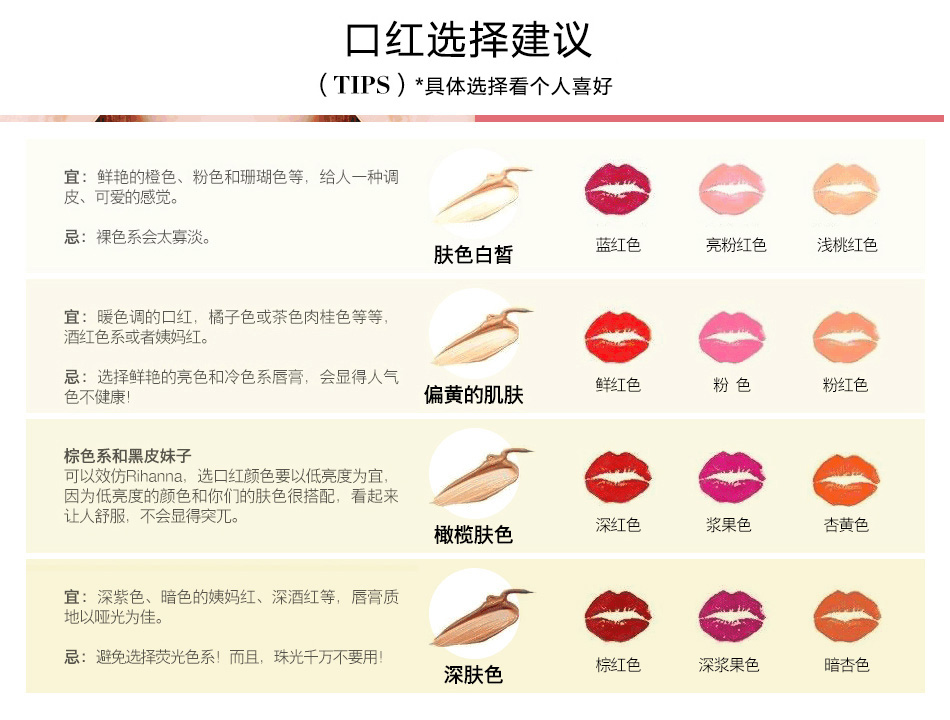 口红选择建议
（TIPS）*具体选择看个人喜好
宜：鲜艳的橙色、粉色和珊瑚色等，给人一种调
皮、可爱的感觉。
忌：裸色系会太寡淡。
肤色白皙
蓝红色
亮粉红色
浅桃红色
宜：暖色调的口红，橘子色或茶色肉桂色等等，
酒红色系或者姨妈红。
忌：选择鲜艳的亮色和冷色系唇膏，会显得人气
色不健康！
偏黄的肌肤
鲜红色
粉 色
粉红色
棕色系和黑皮妹子
可以效仿Rihanna，选口红颜色要以低亮度为宜，
因为低亮度的颜色和你们的肤色很搭配，看起来
让人舒服，不会显得突兀。
橄榄肤色
深红色
浆果色
杏黄色
宜：深紫色、暗色的姨妈红、深酒红等，唇膏质
地以哑光为佳。
忌：避免选择荧光色系！而且，珠光千万不要用！
深肤色
棕红色
深浆果色
暗杏色